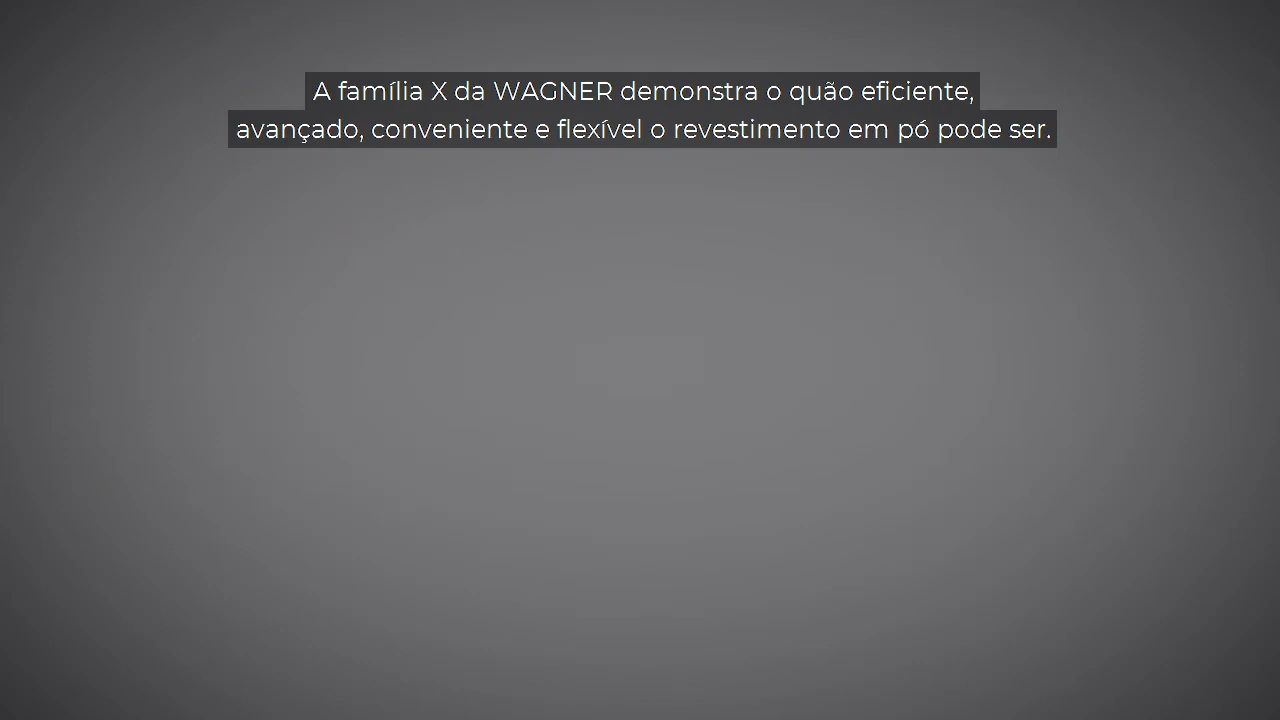 A família X da WAGNER demonstra o quão eficiente,
avançado, conveniente e flexível o revestimento em pó pode ser.